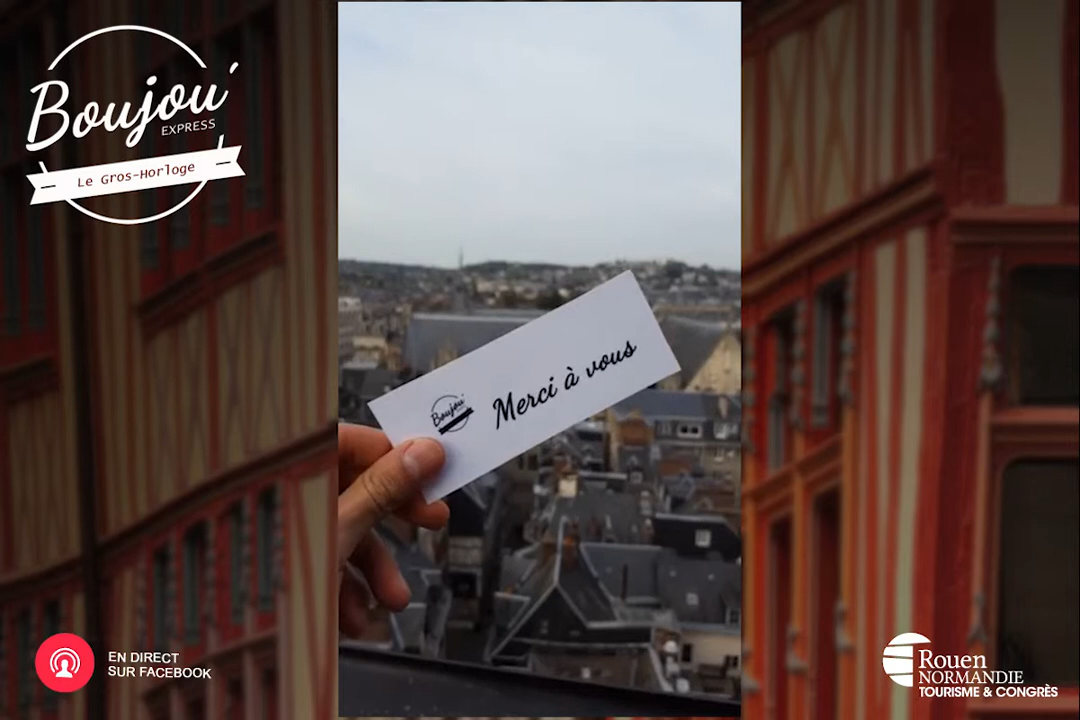 Boujou'
EXPRESS
Le Gros-Horloge
Boujou'
Merci à vous
EN DIRECT
SUR FACEBOOK
Rouen
NORMANDIE
TOURISME & CONGRÈS